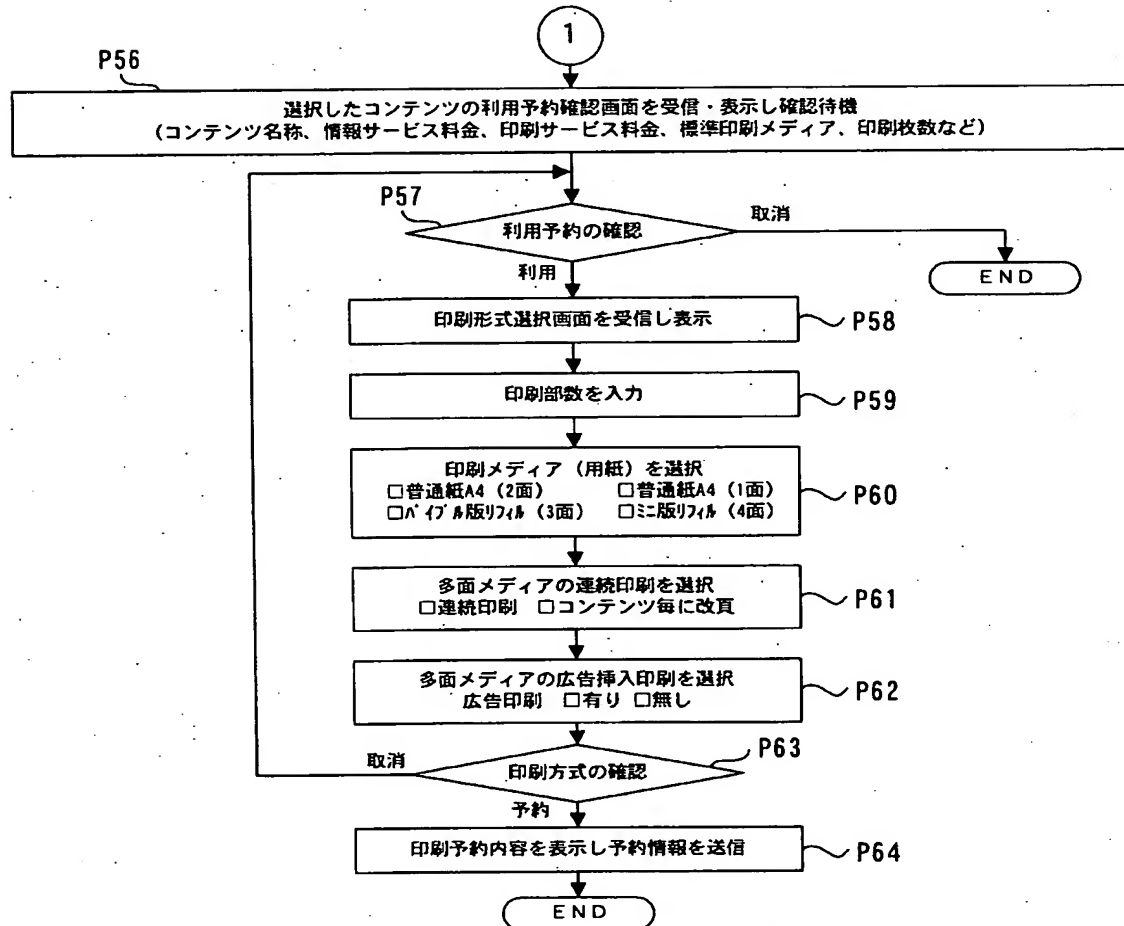 1
P56
選択したコンテンツの利用予約確認画面を受信・表示し確認待機
(コンテンツ名称、情報サービス料金、印刷サービス料金、標準印刷メディア、印刷枚数など)
P57
利用予約の確認
取消
END
利用
印刷形式選択画面を受信し表示
P58
印刷部数を入力
P59
印刷メディア (用紙) を選択
□普通紙A4 (2面) □普通紙A4 (1面)
□バイブル版リフィル (3面) □ミニ版リフィル (4面)
P60
多面メディアの連続印刷を選択
□連続印刷 □コンテンツ毎に改頁
P61
多面メディアの広告挿入印刷を選択
広告印刷 □有り □無し
P62
P63
取消
印刷方式の確認
予約
印刷予約内容を表示し予約情報を送信
P64
END